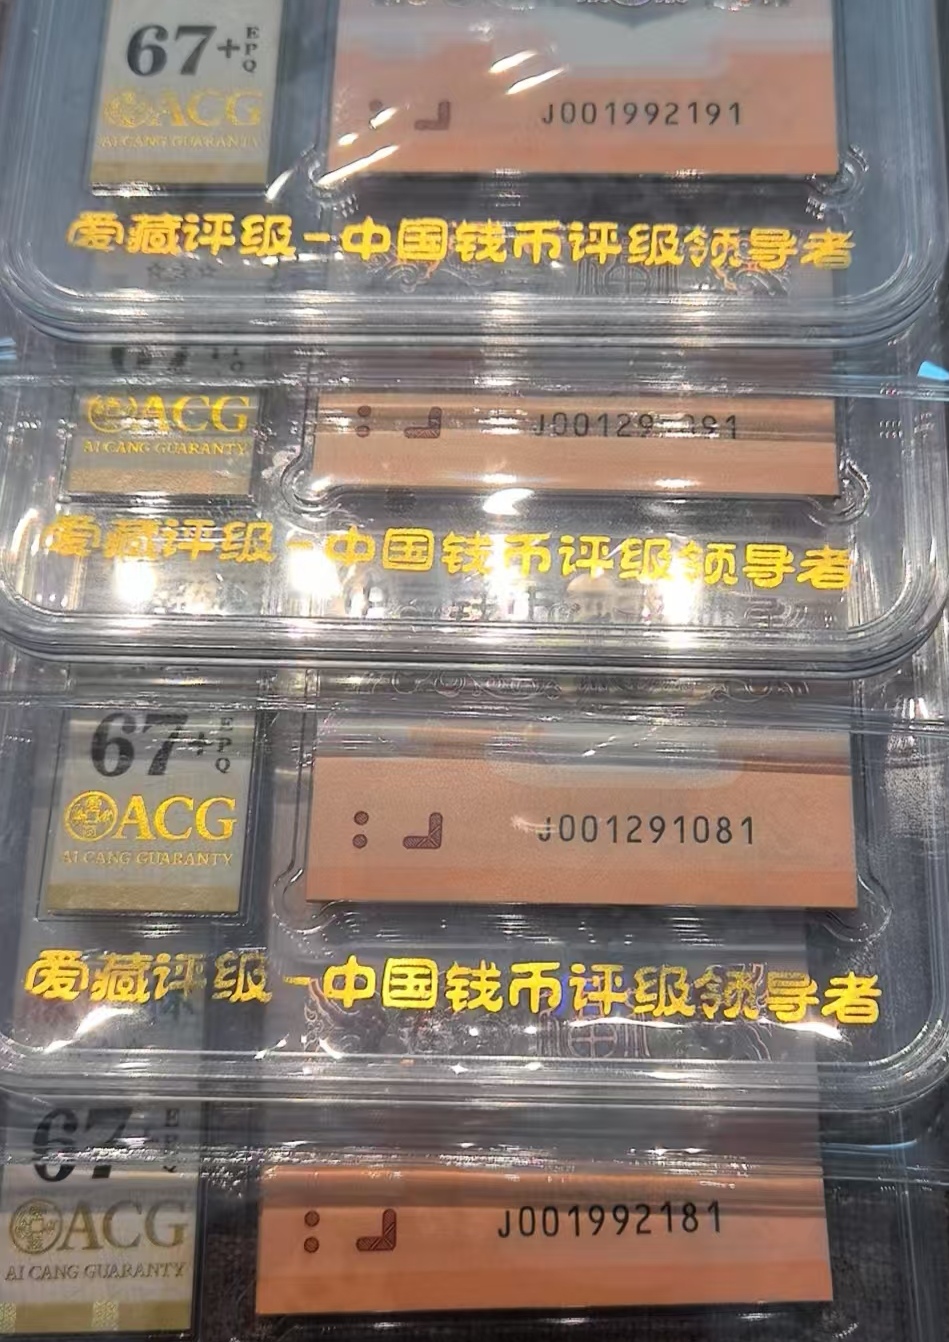 67+ EPQ
ACG
AI CANG GUARANTY
J001992191
爱藏评级-中国钱币评级领导者
ACG
AI CANG GUARANTY
爱藏评级-中国钱币评级领导者
67+ EPQ
ACG
AI CANG GUARANTY
J001291081
爱藏评级-中国钱币评级领导者
67
ACG
AI CANG GUARANTY
J001992181